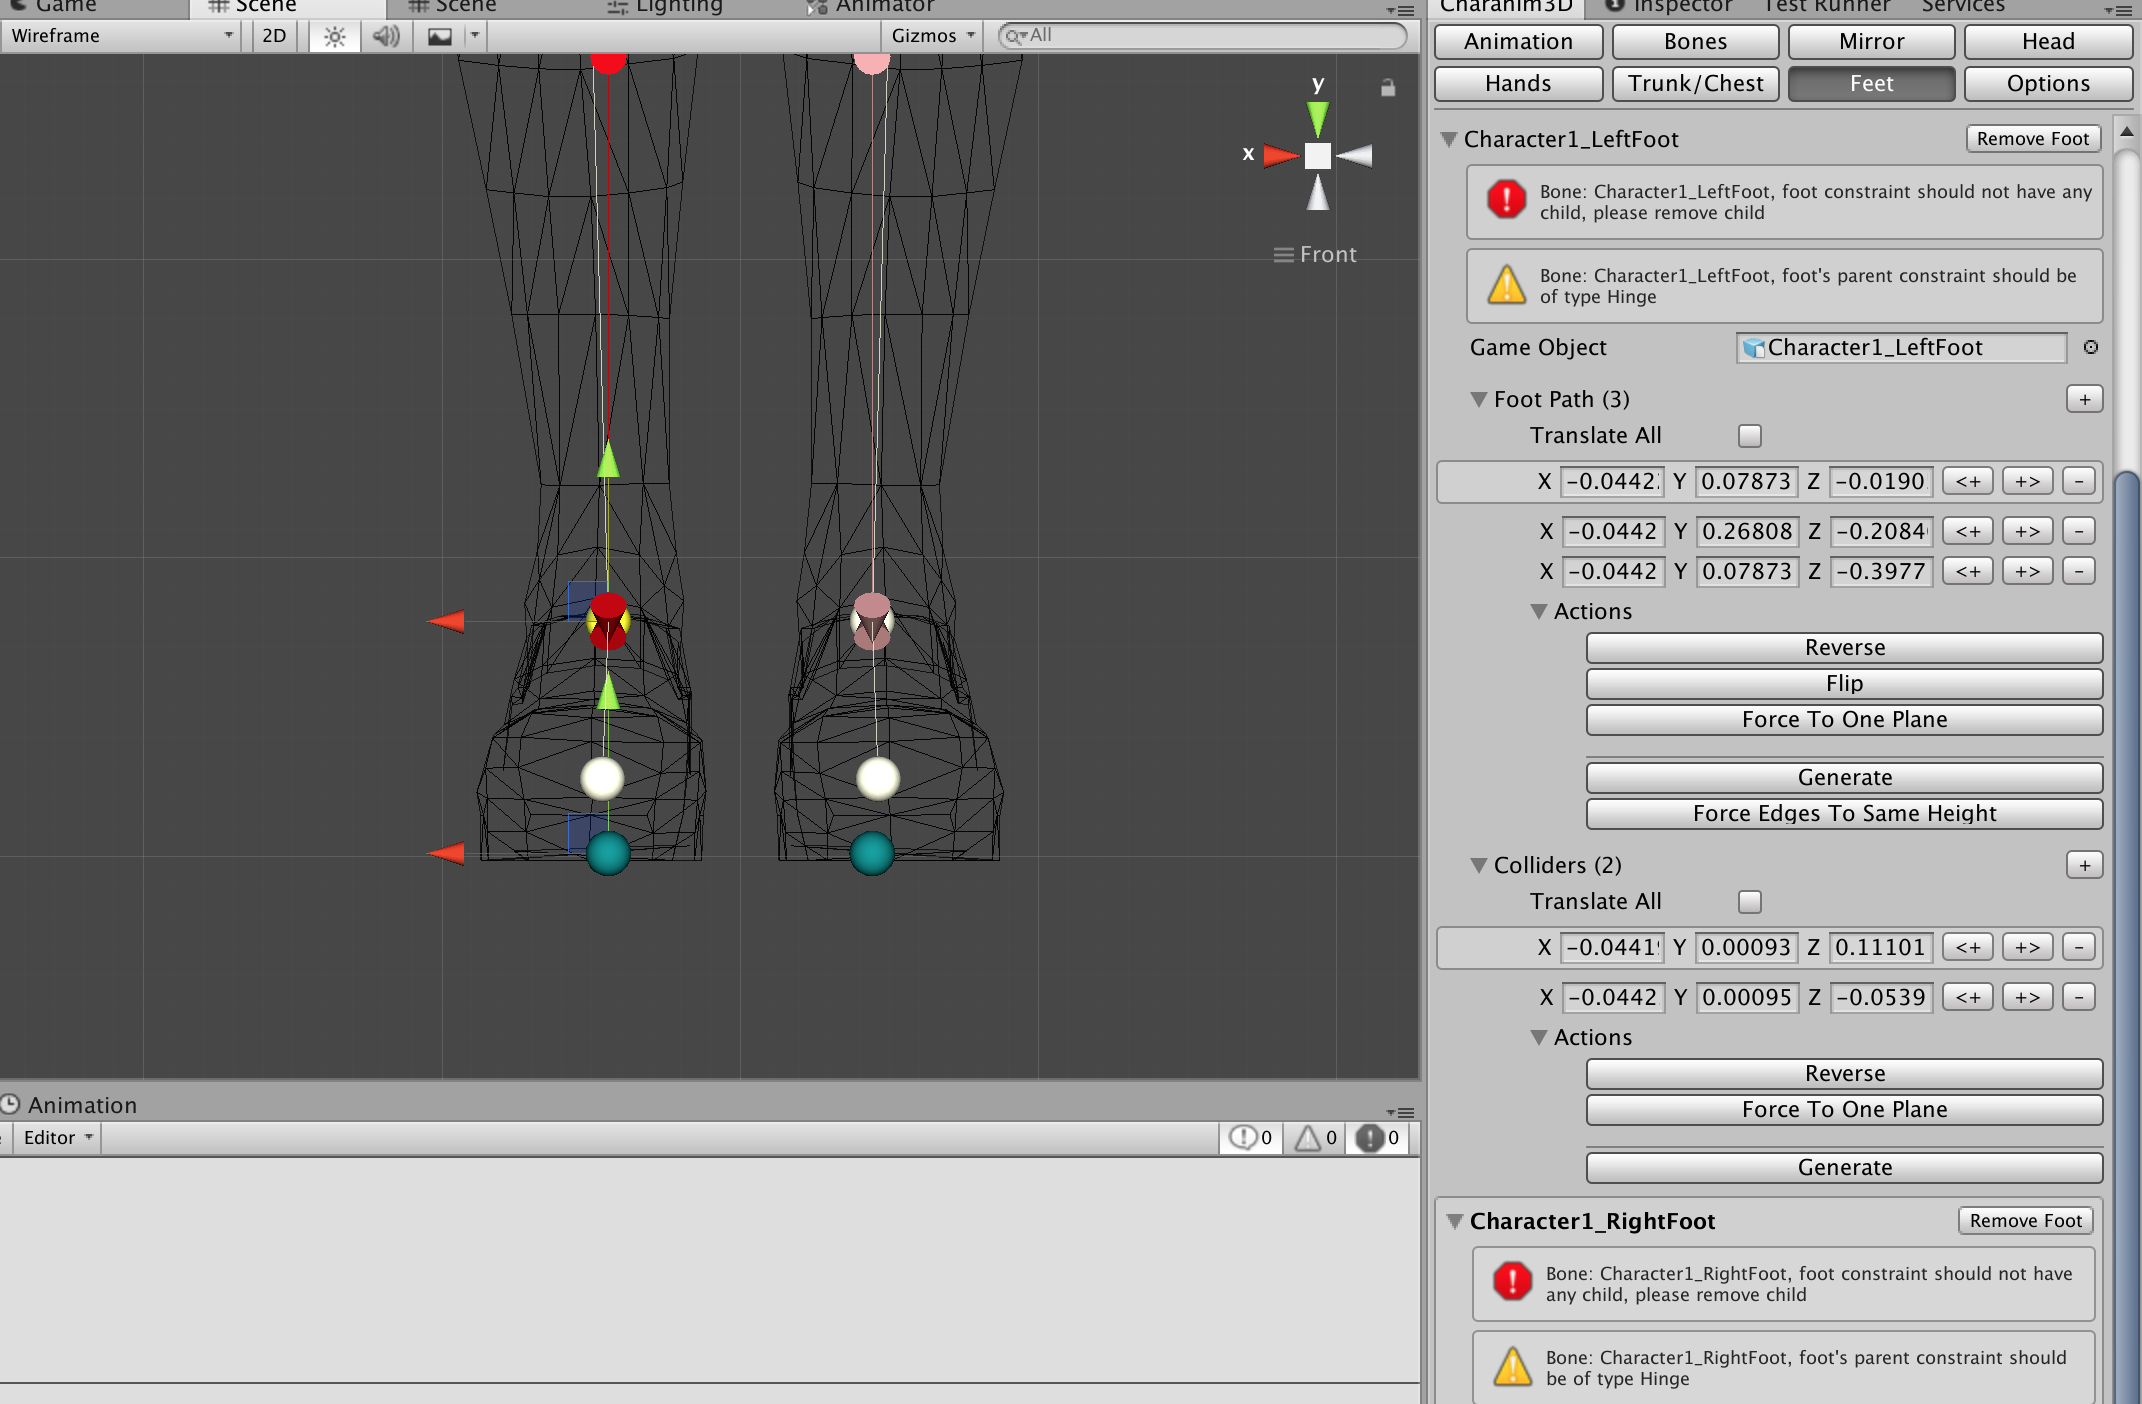 Game
Scene
Scene
Lighting
Animator
Charanim3D
Inspector
Test Runner
Services
Wireframe
2D
Gizmos
All
Animation
Bones
Mirror
Head
Hands
Trunk/Chest
Feet
Options
y
x
Front
Character1_LeftFoot
Remove Foot
Bone: Character1_LeftFoot, foot constraint should not have any
child, please remove child
Bone: Character1_LeftFoot, foot's parent constraint should be
of type Hinge
Game Object
Character1_LeftFoot
Foot Path (3)
+
Translate All
X -0.0442 Y 0.07873 Z -0.0190 <+ +> -
X -0.0442 Y 0.26808 Z -0.2084 <+ +> -
X -0.0442 Y 0.07873 Z -0.3977 <+ +> -
Actions
Reverse
Flip
Force To One Plane
Generate
Force Edges To Same Height
Colliders (2)
+
Translate All
X -0.0441 Y 0.00093 Z 0.11101 <+ +> -
X -0.0442 Y 0.00095 Z -0.0539 <+ +> -
Actions
Reverse
Force To One Plane
Generate
Character1_RightFoot
Remove Foot
Bone: Character1_RightFoot, foot constraint should not have
any child, please remove child
Bone: Character1_RightFoot, foot's parent constraint should
be of type Hinge
Animation
Editor
0
0
0